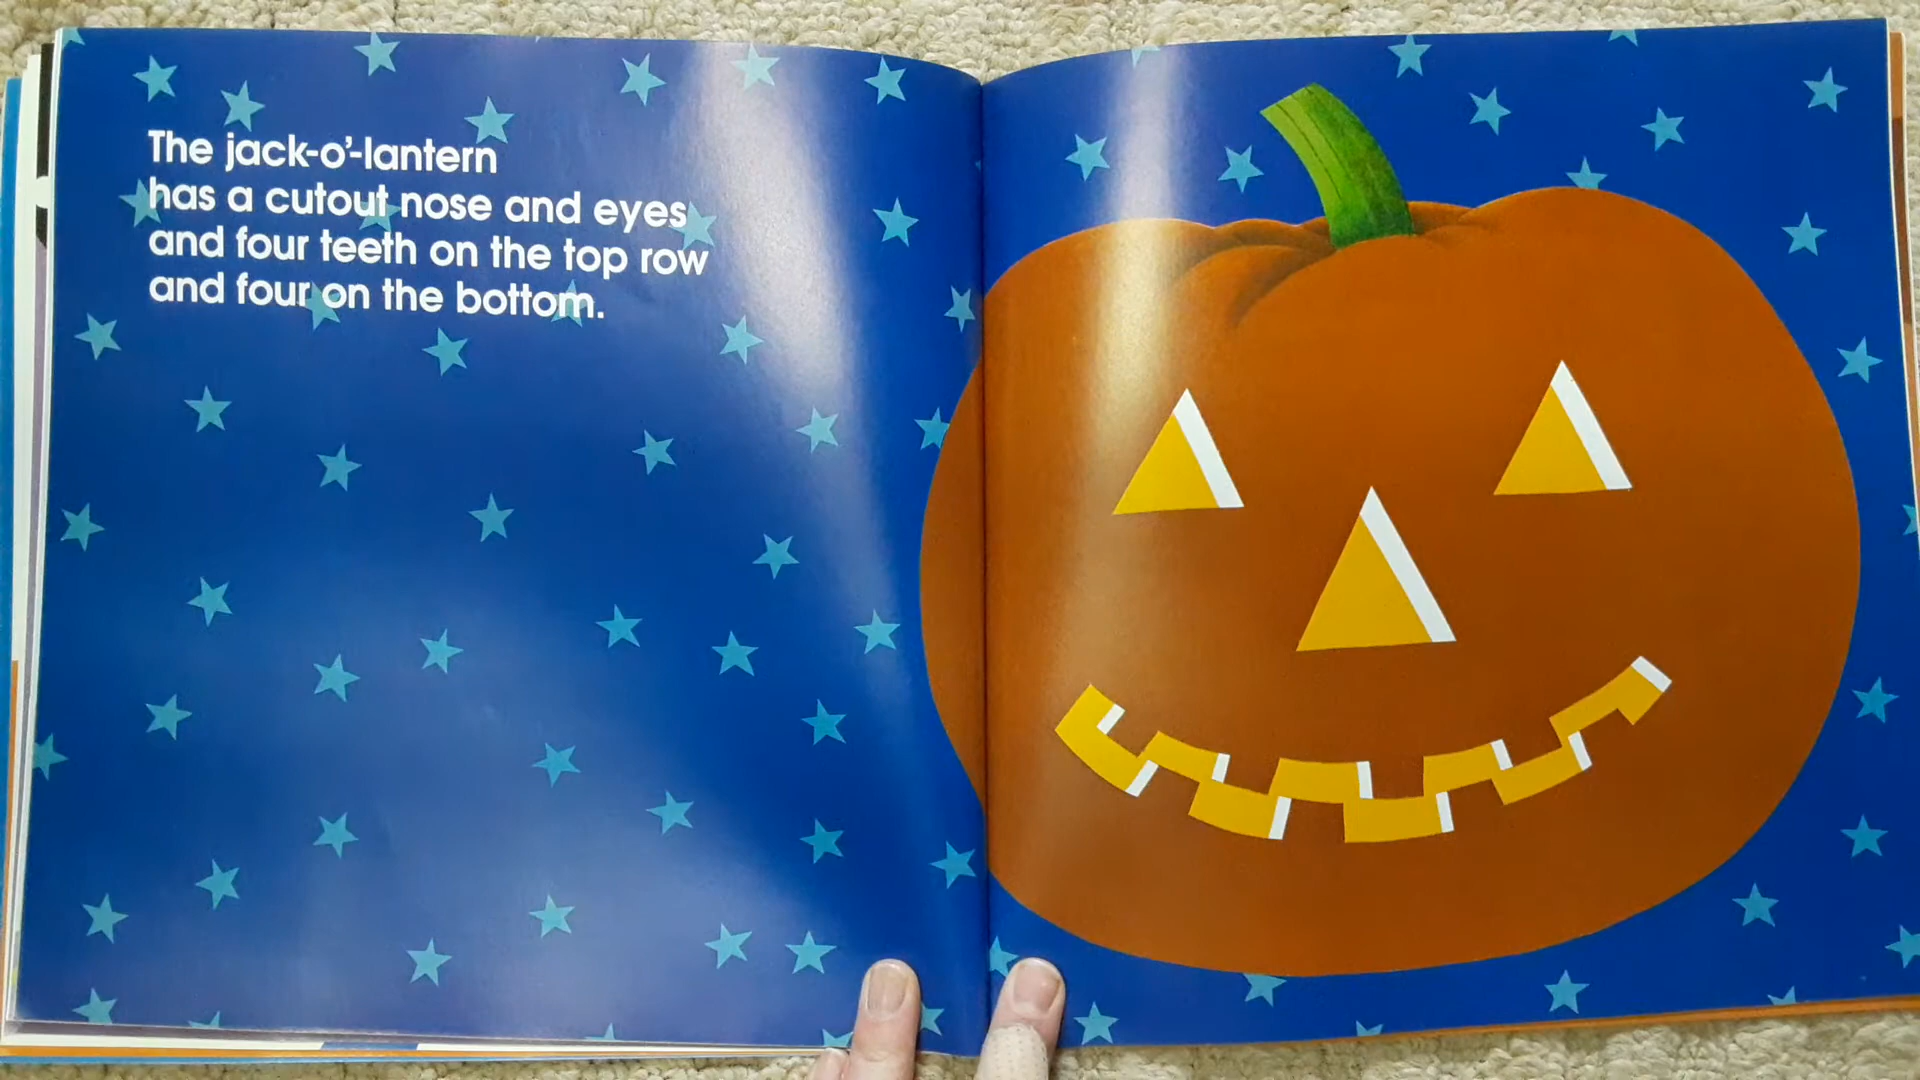 The jack-o'-lantern
has a cutout nose and eyes
and four teeth on the top row
and four on the bottom.